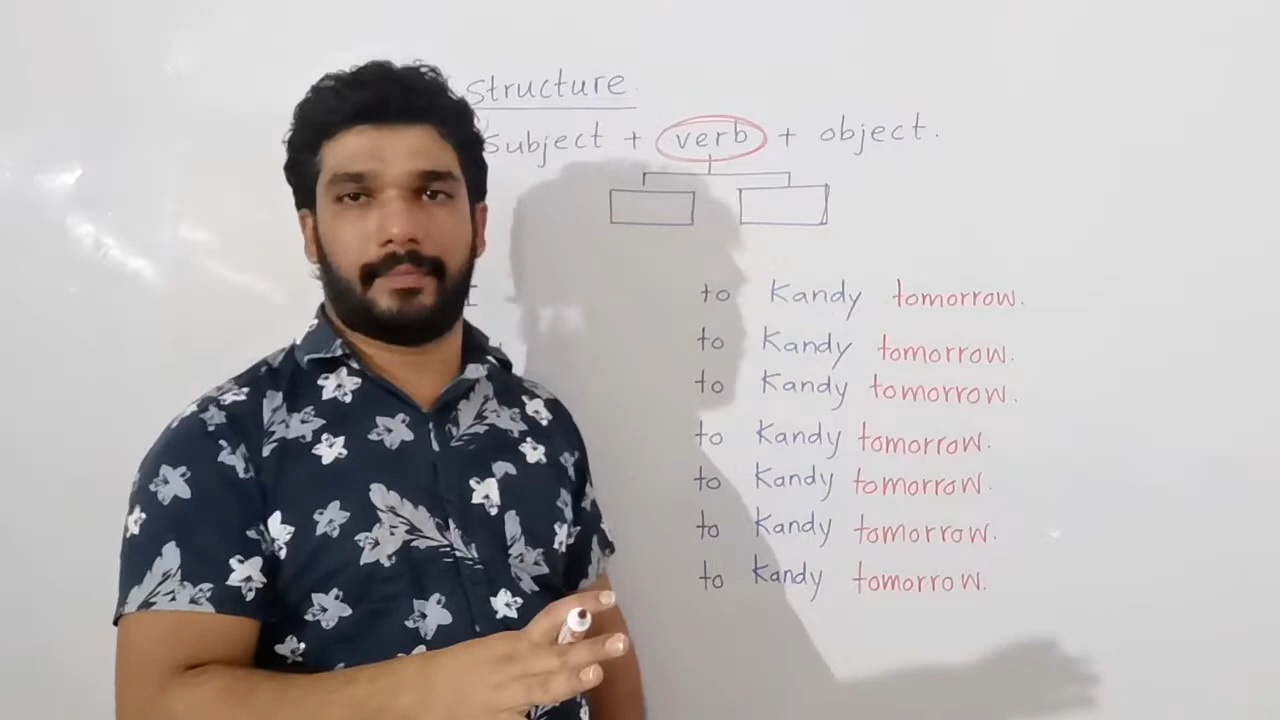 Structure.
Subject + verb + object.
I to Kandy tomorrow.
to Kandy tomorrow.
to Kandy tomorrow.
to Kandy tomorrow.
to Kandy tomorrow.
to Kandy tomorrow.
to Kandy tomorrow.